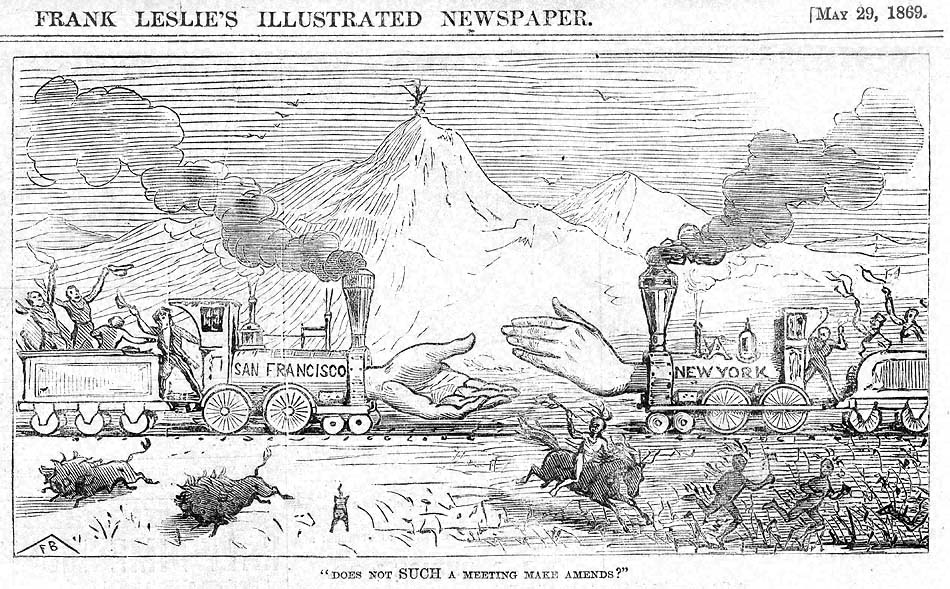 FRANK LESLIE'S ILLUSTRATED NEWSPAPER.
[MAY 29, 1869.
SAN FRANCISCO
NEW YORK
FB
"DOES NOT SUCH A MEETING MAKE AMENDS?"